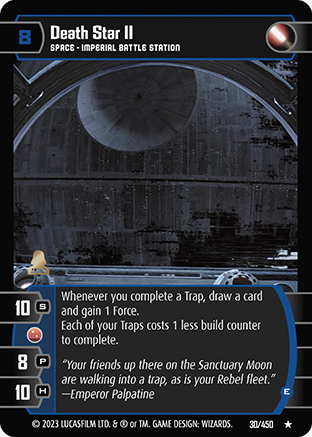 8
Death Star II
SPACE - IMPERIAL BATTLE STATION
10 S
Whenever you complete a Trap, draw a card
and gain 1 Force.
Each of your Traps costs 1 less build counter
to complete.
8 P
10 H
“Your friends up there on the Sanctuary Moon
are walking into a trap, as is your Rebel fleet.”
—Emperor Palpatine
E
© 2023 LUCASFILM LTD. & ® or TM. GAME DESIGN: WIZARDS.
30/450